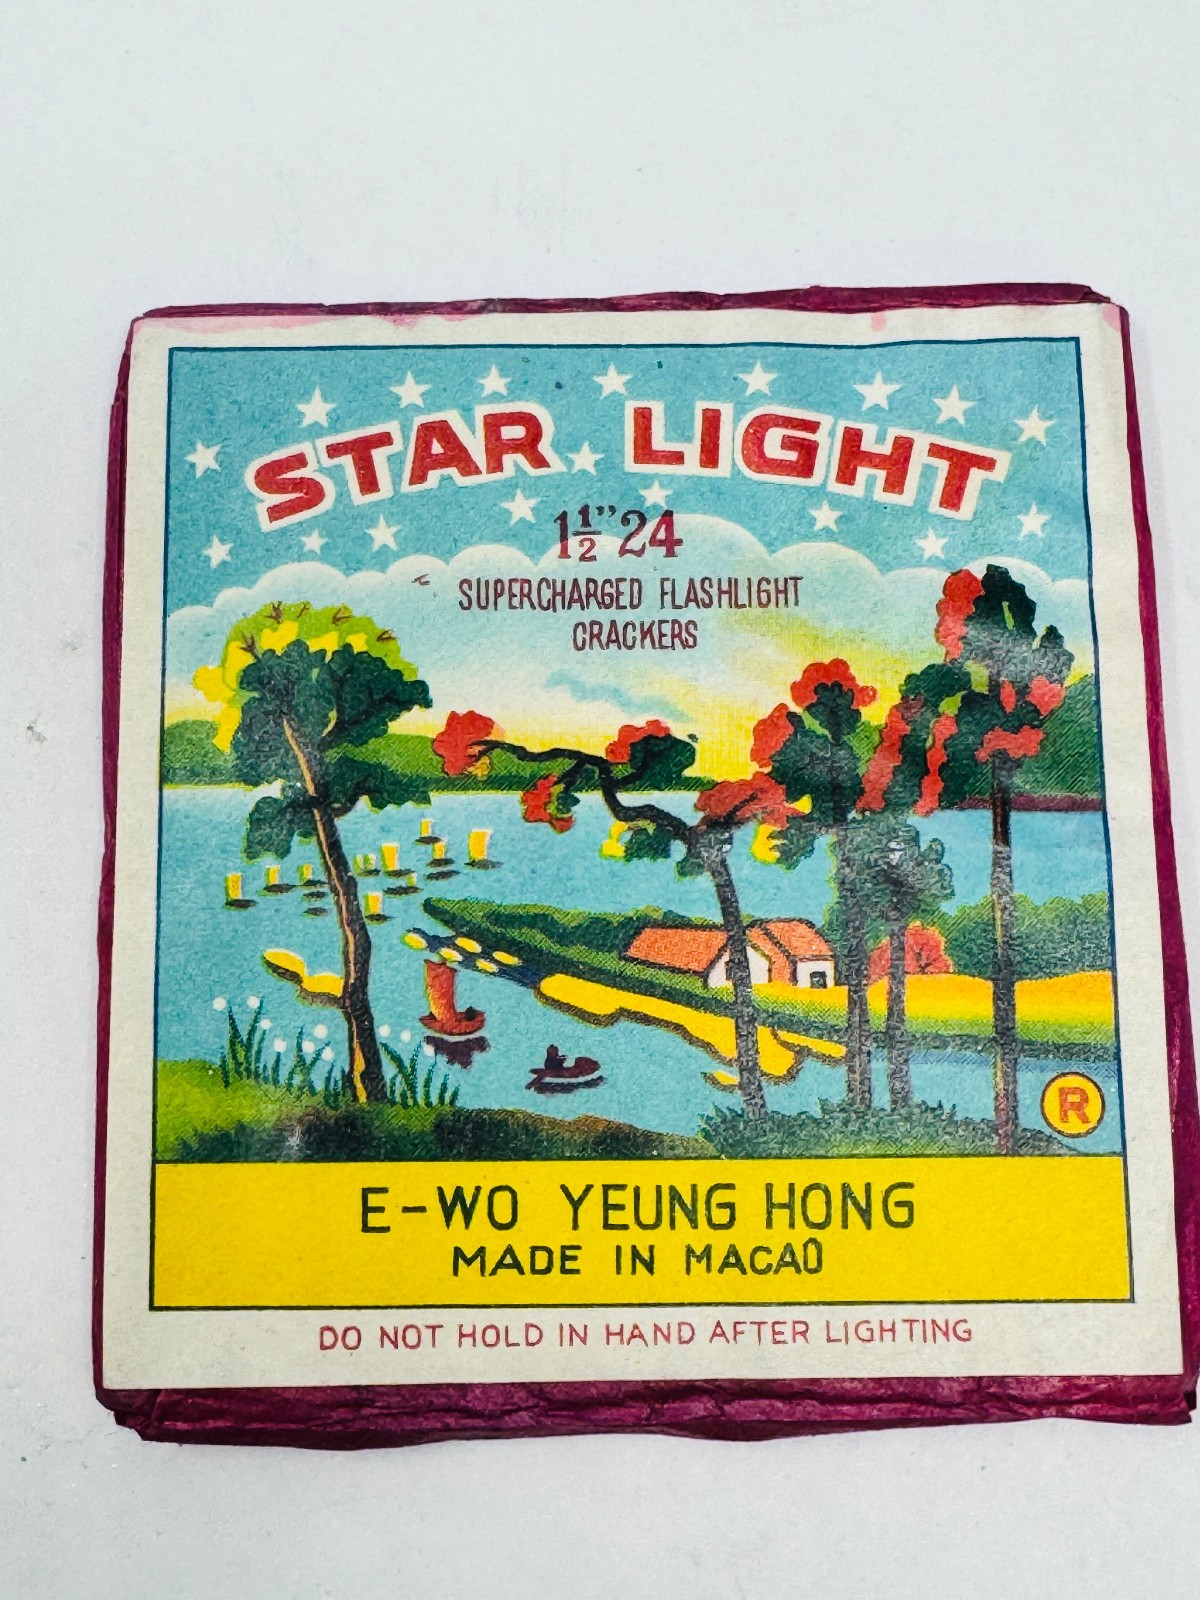 STAR LIGHT
1½" 24
SUPERCHARGED FLASHLIGHT
CRACKERS
R
E-WO YEUNG HONG
MADE IN MACAO
DO NOT HOLD IN HAND AFTER LIGHTING